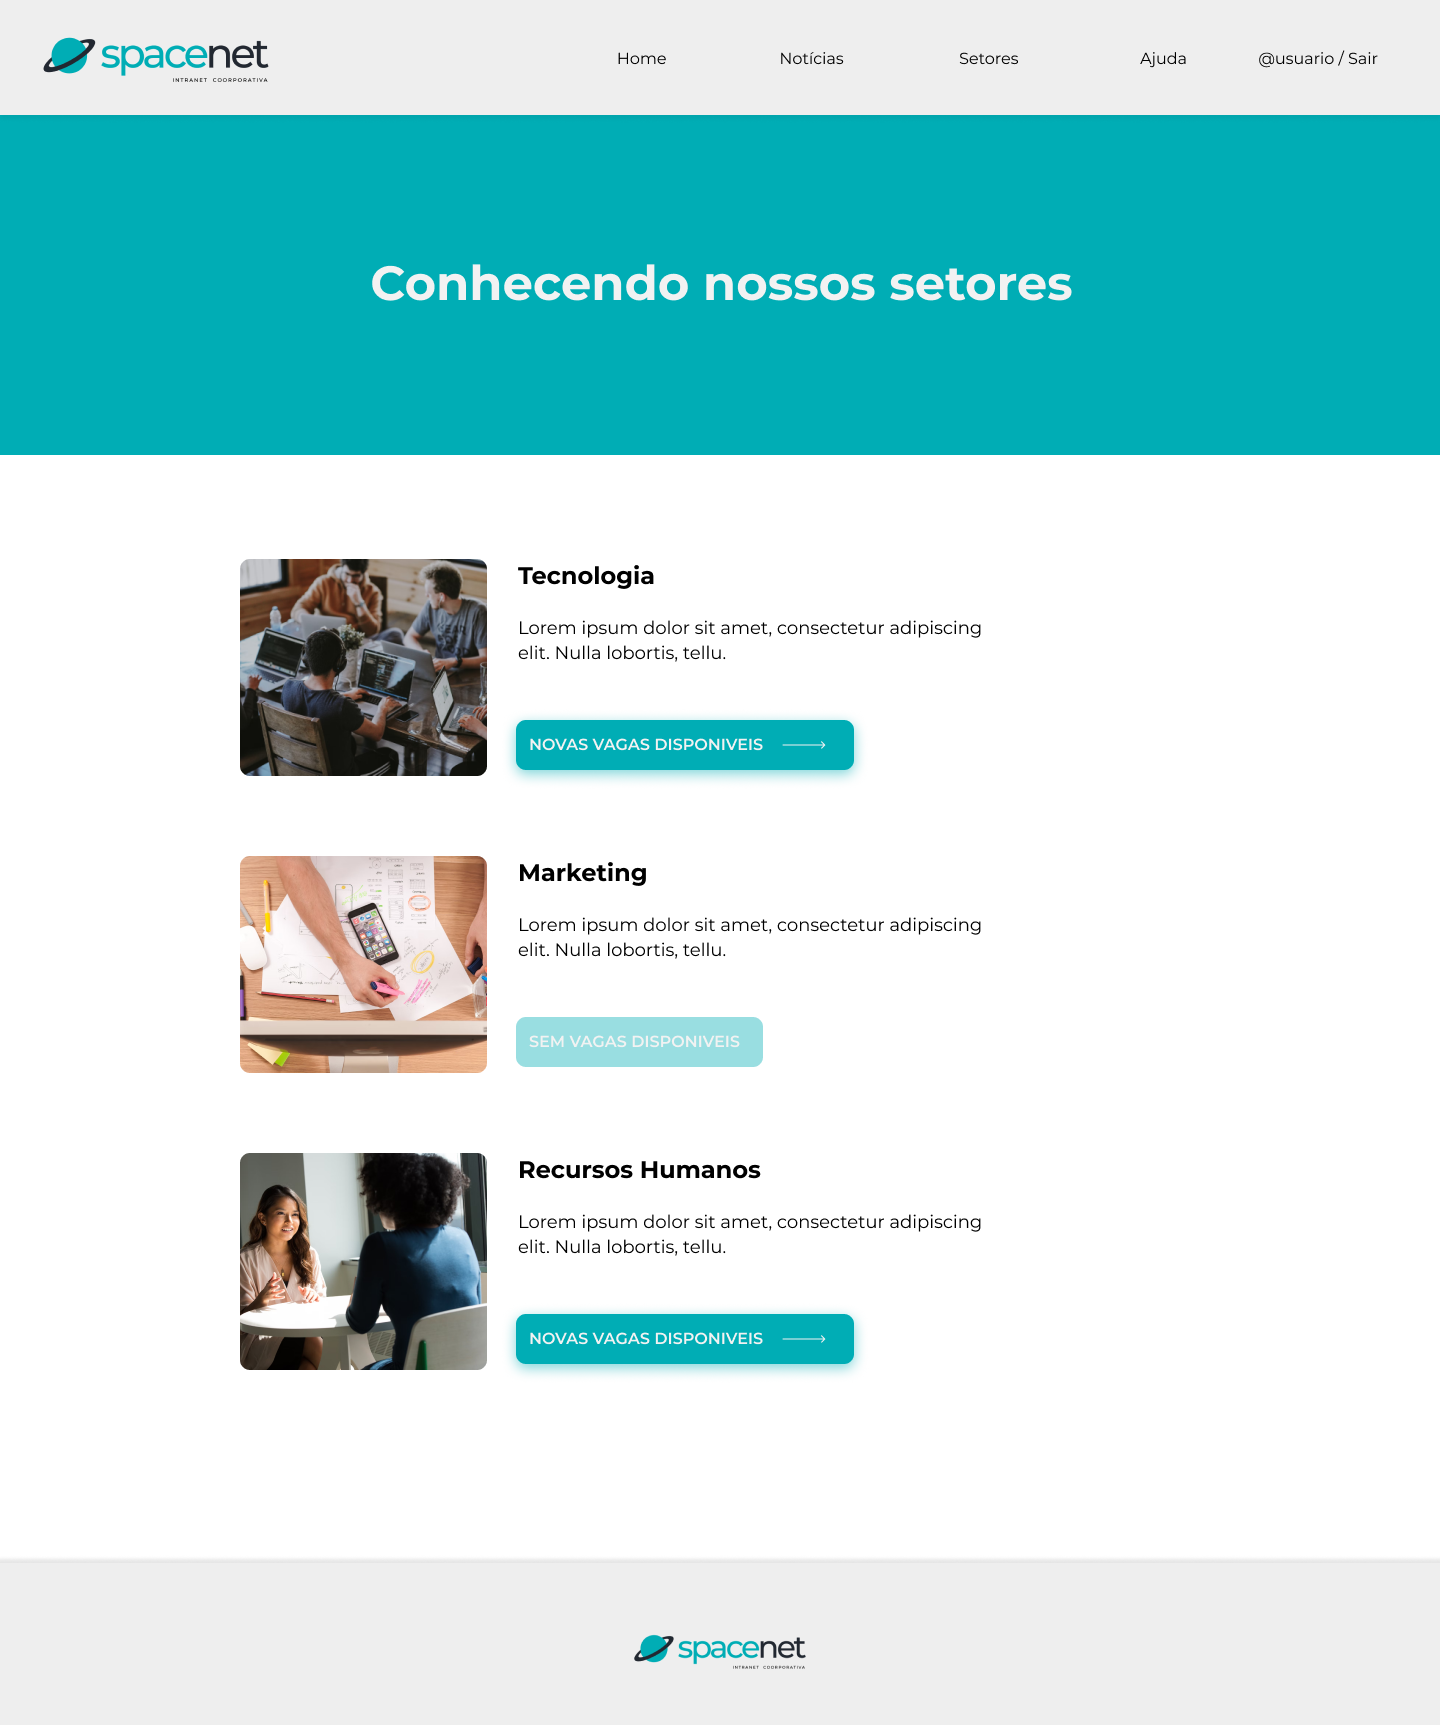 spacenet
INTRANET COORPORATIVA
Home
Notícias
Setores
Ajuda
@usuario / Sair
Conhecendo nossos setores
Tecnologia
Lorem ipsum dolor sit amet, consectetur adipiscing
elit. Nulla lobortis, tellu.
NOVAS VAGAS DISPONIVEIS
Marketing
Lorem ipsum dolor sit amet, consectetur adipiscing
elit. Nulla lobortis, tellu.
SEM VAGAS DISPONIVEIS
Recursos Humanos
Lorem ipsum dolor sit amet, consectetur adipiscing
elit. Nulla lobortis, tellu.
NOVAS VAGAS DISPONIVEIS
spacenet
INTRANET COORPORATIVA